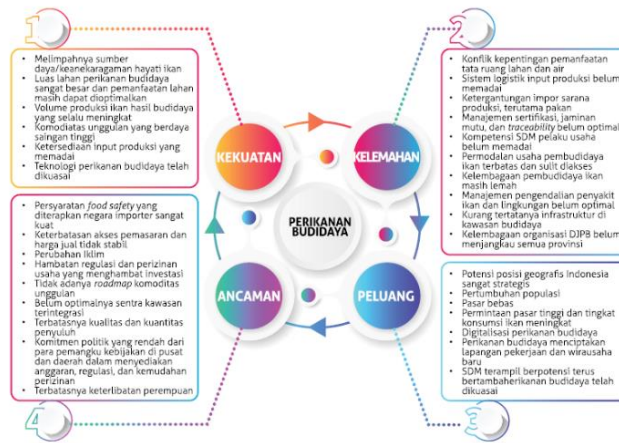 1
• Melimpahnya sumber
daya/keanekaragaman hayati ikan
• Luas lahan perikanan budidaya
sangat besar dan pemanfaatan lahan
masih dapat dioptimalkan
• Volume produksi ikan hasil budidaya
yang selalu meningkat
• Komodiatas unggulan yang berdaya
saingan tinggi
• Ketersediaan input produksi yang
memadai
• Teknologi perikanan budidaya telah
dikuasai
2
• Konflik kepentingan pemanfaatan
tata ruang lahan dan air
• Sistem logistik input produksi belum
memadai
• Ketergantungan impor sarana
produksi, terutama pakan
• Manajemen sertifikasi, jaminan
mutu, dan traceability belum optimal
• Kompetensi SDM pelaku usaha
belum memadai
• Permodalan usaha pembudidaya
ikan terbatas dan sulit diakses
• Kelembagaan pembudidaya ikan
masih lemah
• Manajemen pengendalian penyakit
ikan dan lingkungan belum optimal
• Kurang tertatanya infrastruktur di
kawasan budidaya
• Kelembagaan organisasi DJPB belum
menjangkau semua provinsi
KEKUATAN
KELEMAHAN
PERIKANAN
BUDIDAYA
ANCAMAN
PELUANG
• Persyaratan food safety yang
diterapkan negara importer sangat
kuat
• Keterbatasan akses pemasaran dan
harga jual tidak stabil
• Perubahan Iklim
• Hambatan regulasi dan perizinan
usaha yang menghambat investasi
• Tidak adanya roadmap komoditas
unggulan
• Belum optimalnya sentra kawasan
terintegrasi
• Terbatasnya kualitas dan kuantitas
penyuluh
• Komitmen politik yang rendah dari
para pemangku kebijakan di pusat
dan daerah dalam menyediakan
anggaran, regulasi, dan kemudahan
perizinan
• Terbatasnya keterlibatan perempuan
4
• Potensi posisi geografis Indonesia
sangat strategis
• Pertumbuhan populasi
• Pasar bebas
• Permintaan pasar tinggi dan tingkat
konsumsi ikan meningkat
• Digitalisasi perikanan budidaya
• Perikanan budidaya menciptakan
lapangan pekerjaan dan wirausaha
baru
• SDM terampil berpotensi terus
bertambaherikanan budidaya telah
dikuasai
3